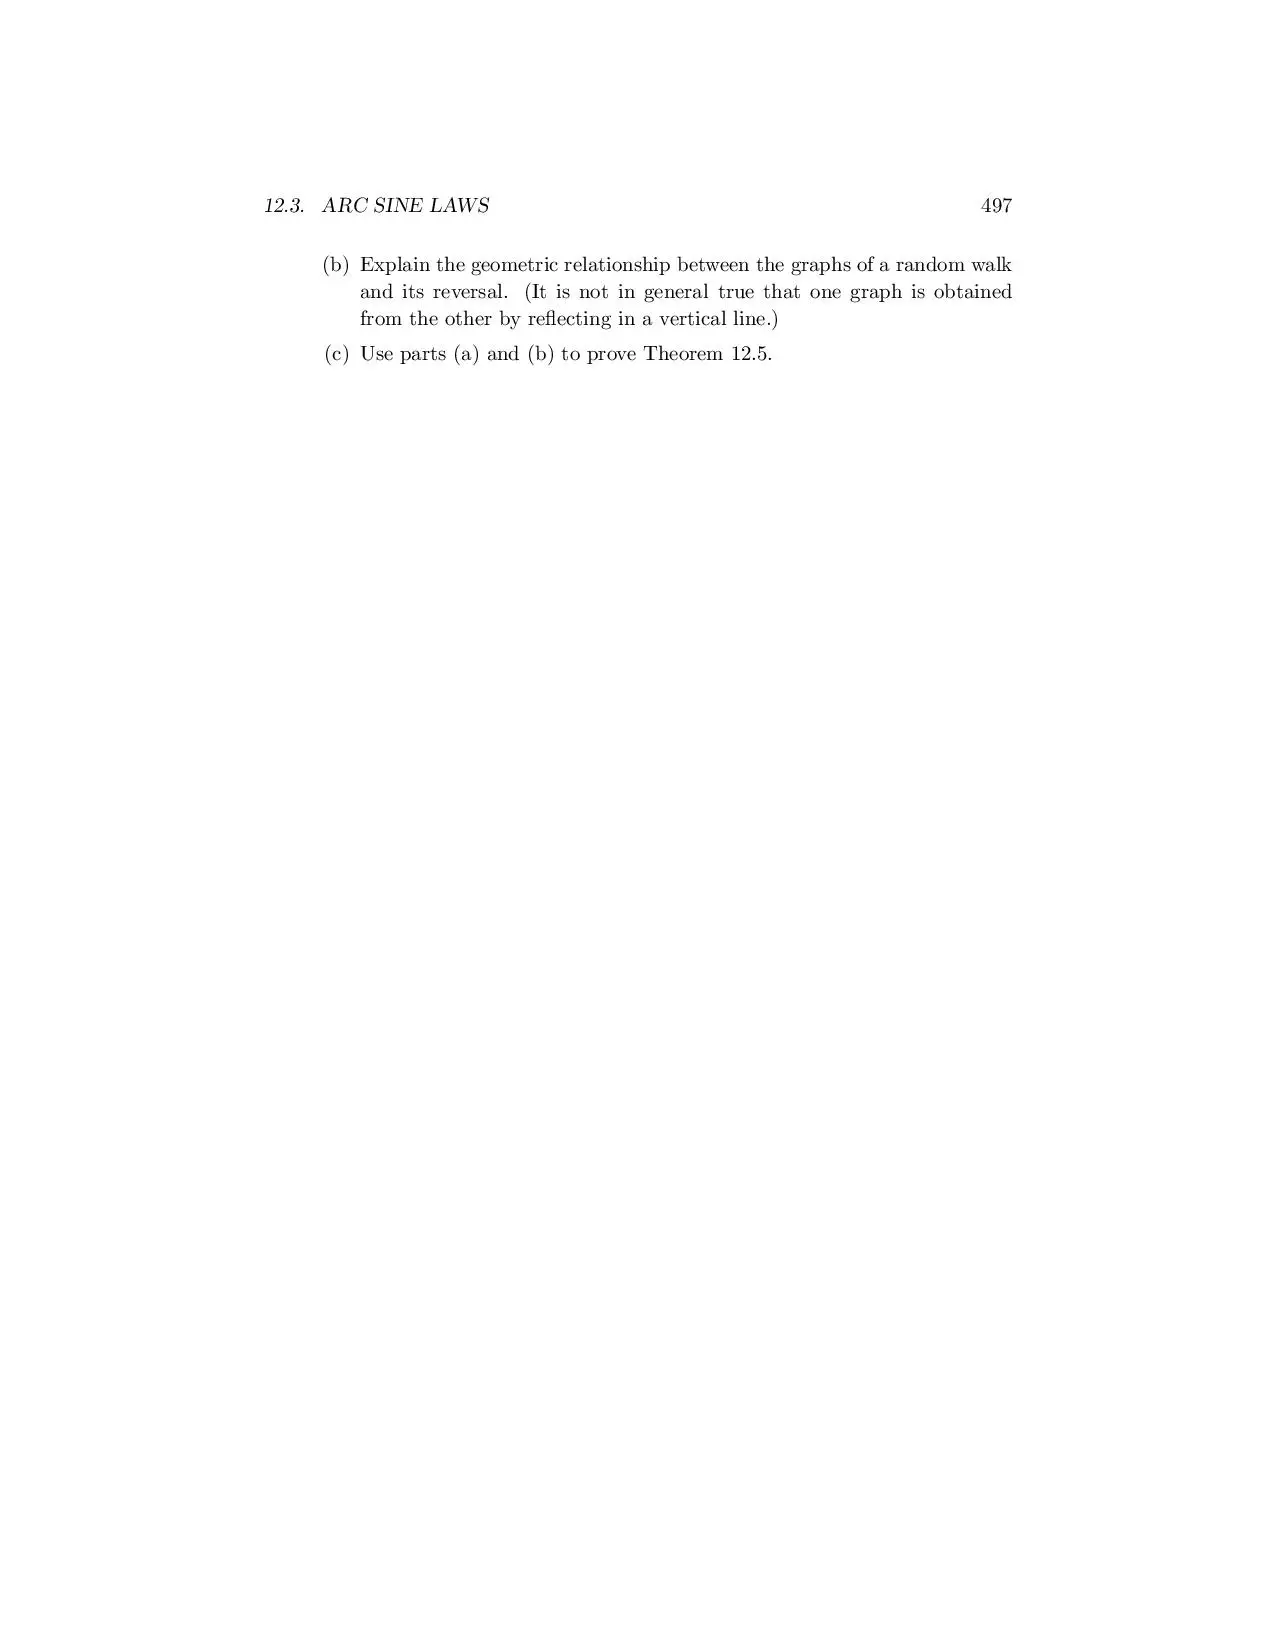 12.3. ARC SINE LAWS 497
(b) Explain the geometric relationship between the graphs of a random walk
and its reversal. (It is not in general true that one graph is obtained
from the other by reflecting in a vertical line.)
(c) Use parts (a) and (b) to prove Theorem 12.5.